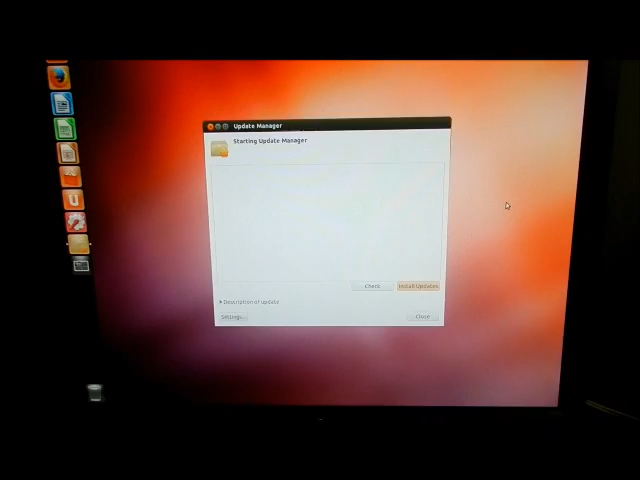 Update Manager
Starting Update Manager
Check
Install Updates
Description of update
Settings...
Close